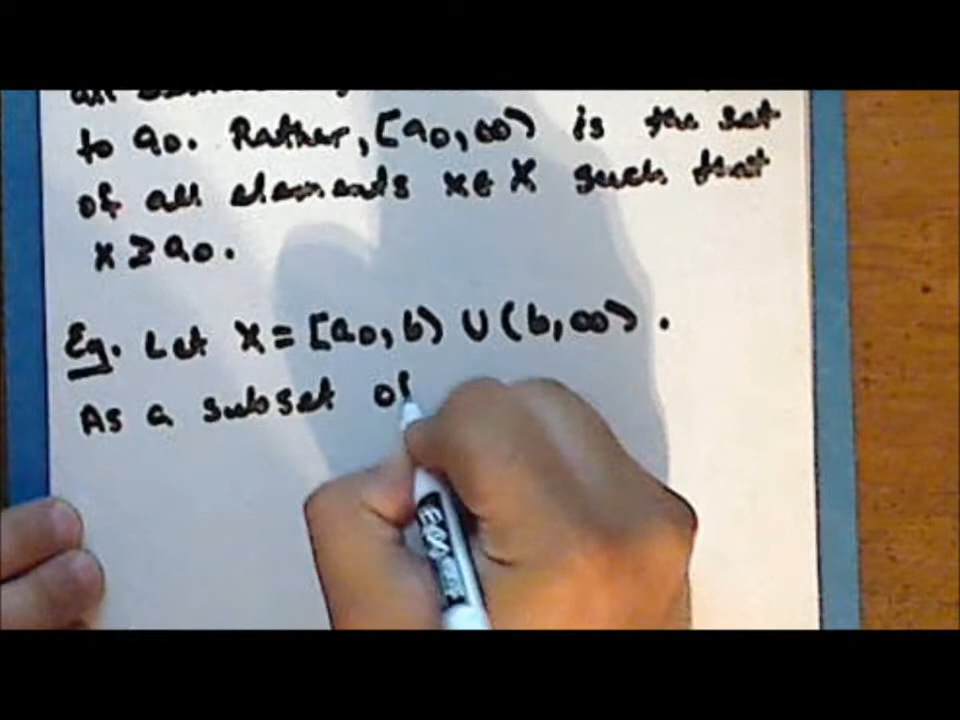 to a₀. Rather, [a₀, ∞) is the set
of all elements x ∈ X such that
x ≥ a₀.
Eg. Let X = [a₀, b) ∪ (b, ∞).
As a subset of
EXPO